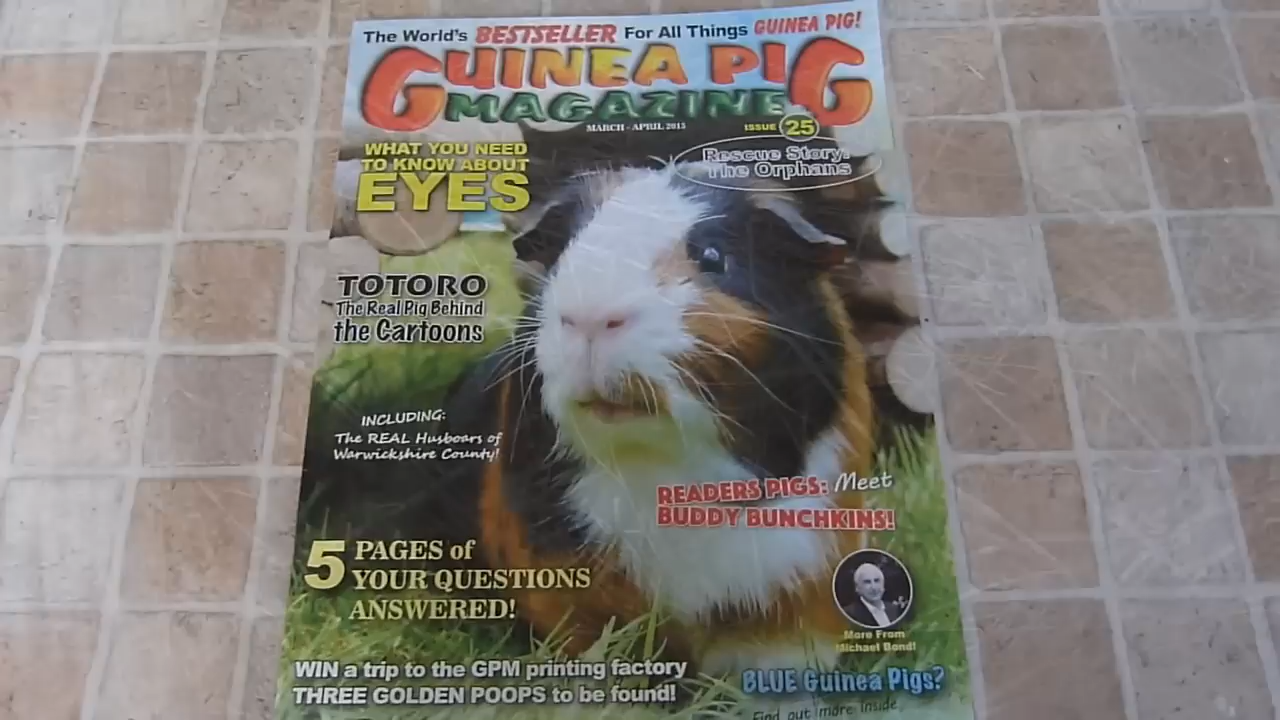 The World's BESTSELLER For All Things GUINEA PIG!
GUINEA PIG
MAGAZINE
MARCH - APRIL 2015
ISSUE 25
WHAT YOU NEED
TO KNOW ABOUT
EYES
Rescue Story:
The Orphans
TOTORO
The Real Pig Behind
the Cartoons
INCLUDING:
The REAL Husboars of
Warwickshire County!
READERS PIGS: Meet
BUDDY BUNCHKINS!
5 PAGES of
YOUR QUESTIONS
ANSWERED!
More From
Michael Bond!
WIN a trip to the GPM printing factory
THREE GOLDEN POOPS to be found!
BLUE Guinea Pigs?
Find out more inside